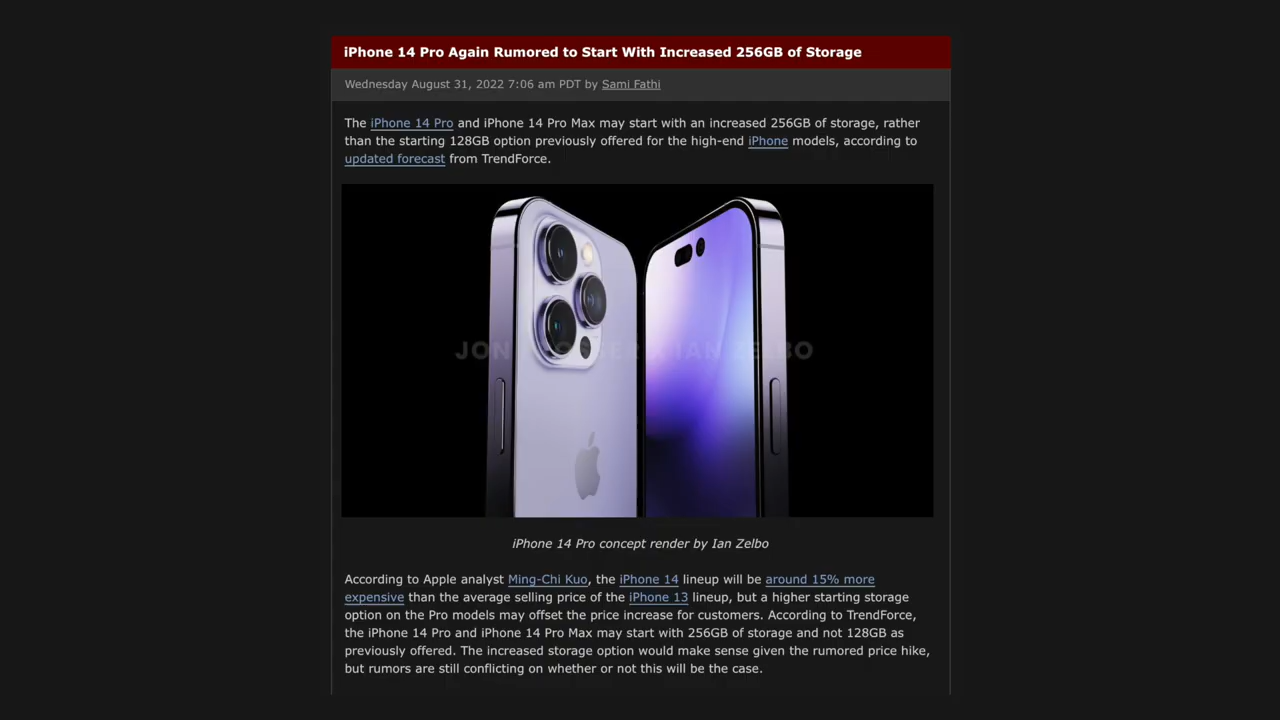 iPhone 14 Pro Again Rumored to Start With Increased 256GB of Storage
Wednesday August 31, 2022 7:06 am PDT by Sami Fathi
The iPhone 14 Pro and iPhone 14 Pro Max may start with an increased 256GB of storage, rather
than the starting 128GB option previously offered for the high-end iPhone models, according to
updated forecast from TrendForce.
JON IAN ZELBO
iPhone 14 Pro concept render by Ian Zelbo
According to Apple analyst Ming-Chi Kuo, the iPhone 14 lineup will be around 15% more
expensive than the average selling price of the iPhone 13 lineup, but a higher starting storage
option on the Pro models may offset the price increase for customers. According to TrendForce,
the iPhone 14 Pro and iPhone 14 Pro Max may start with 256GB of storage and not 128GB as
previously offered. The increased storage option would make sense given the rumored price hike,
but rumors are still conflicting on whether or not this will be the case.